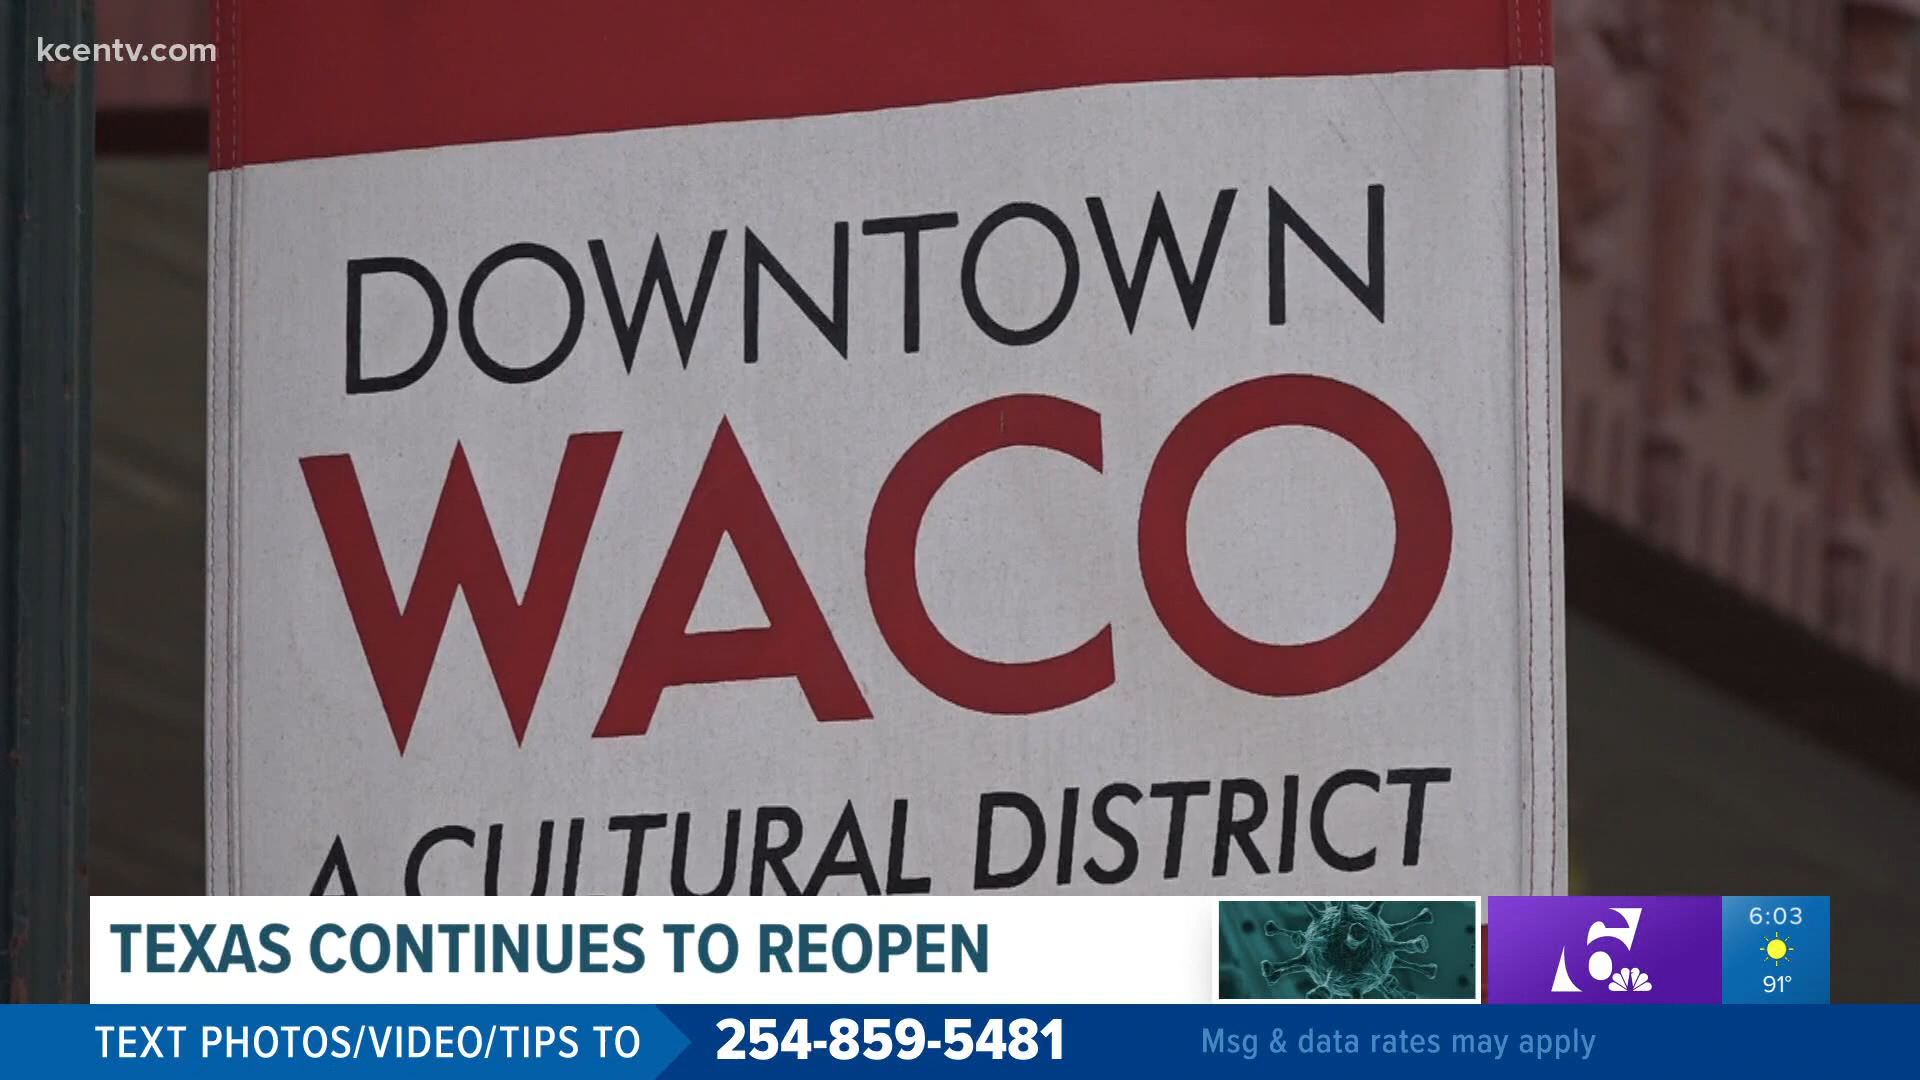 kcentv.com
DOWNTOWN
WACO
A CULTURAL DISTRICT
TEXAS CONTINUES TO REOPEN
6
6:03
91°
TEXT PHOTOS/VIDEO/TIPS TO 254-859-5481 Msg & data rates may apply